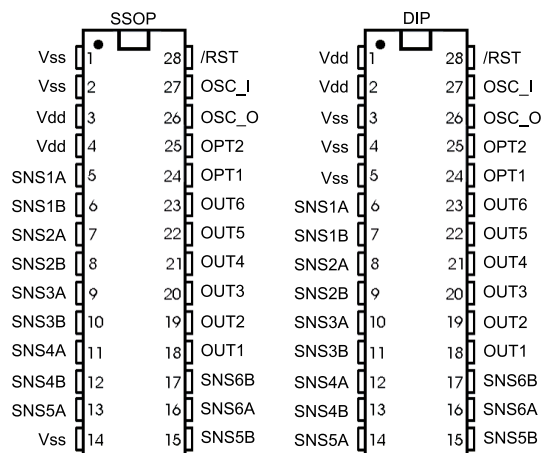 SSOP
Vss 1 28 /RST
Vss 2 27 OSC_I
Vdd 3 26 OSC_O
Vdd 4 25 OPT2
SNS1A 5 24 OPT1
SNS1B 6 23 OUT6
SNS2A 7 22 OUT5
SNS2B 8 21 OUT4
SNS3A 9 20 OUT3
SNS3B 10 19 OUT2
SNS4A 11 18 OUT1
SNS4B 12 17 SNS6B
SNS5A 13 16 SNS6A
Vss 14 15 SNS5B
DIP
Vdd 1 28 /RST
Vdd 2 27 OSC_I
Vss 3 26 OSC_O
Vss 4 25 OPT2
Vss 5 24 OPT1
SNS1A 6 23 OUT6
SNS1B 7 22 OUT5
SNS2A 8 21 OUT4
SNS2B 9 20 OUT3
SNS3A 10 19 OUT2
SNS3B 11 18 OUT1
SNS4A 12 17 SNS6B
SNS4B 13 16 SNS6A
SNS5A 14 15 SNS5B